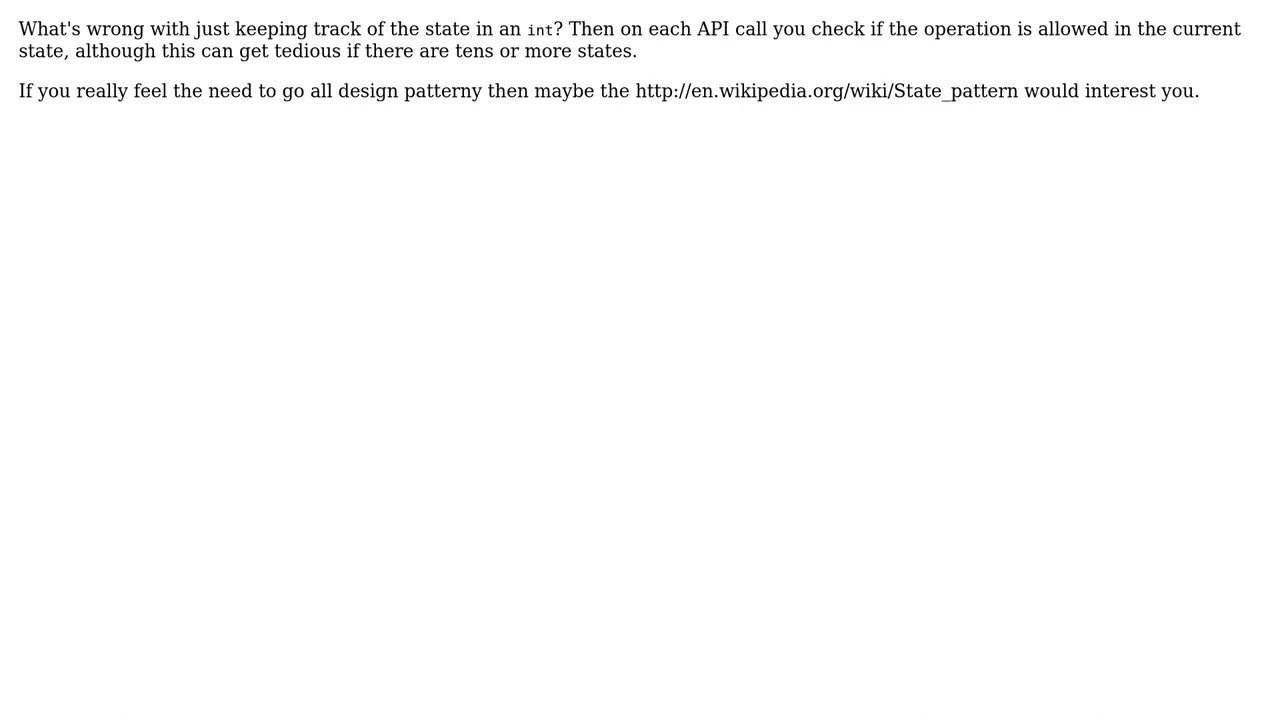 What's wrong with just keeping track of the state in an int? Then on each API call you check if the operation is allowed in the current
state, although this can get tedious if there are tens or more states.
If you really feel the need to go all design patterny then maybe the http://en.wikipedia.org/wiki/State_pattern would interest you.